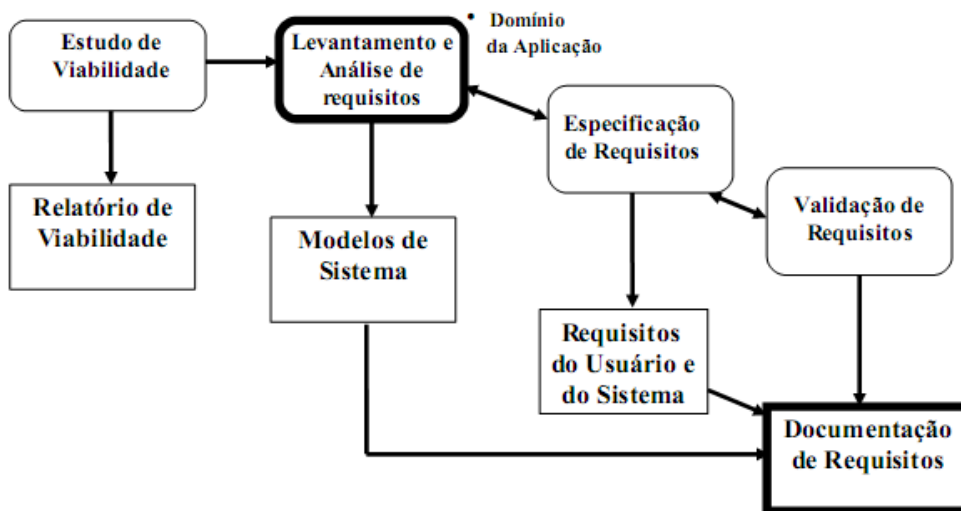 Estudo de
Viabilidade
Levantamento e
Análise de
requisitos
• Domínio
da Aplicação
Especificação
de Requisitos
Relatório de
Viabilidade
Validação de
Requisitos
Modelos de
Sistema
Requisitos
do Usuário e
do Sistema
Documentação
de Requisitos